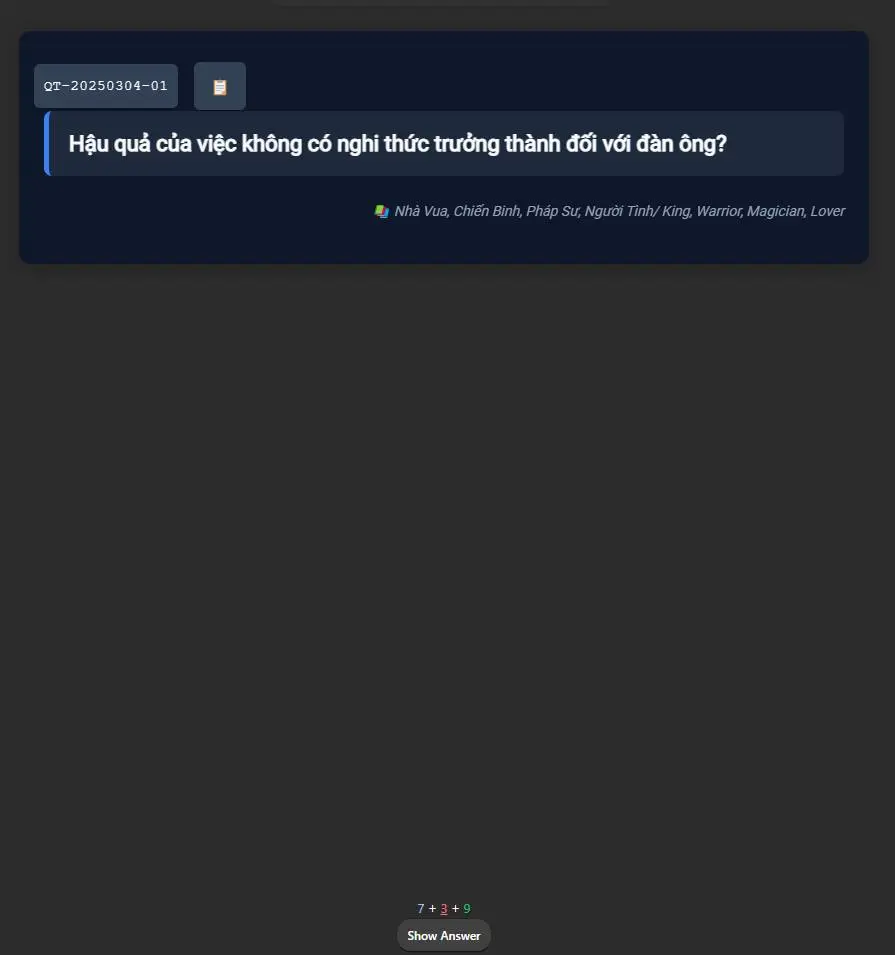 QT-20250304-01
Hậu quả của việc không có nghi thức trưởng thành đối với đàn ông?
Nhà Vua, Chiến Binh, Pháp Sư, Người Tình/ King, Warrior, Magician, Lover
7 + 3 + 9
Show Answer